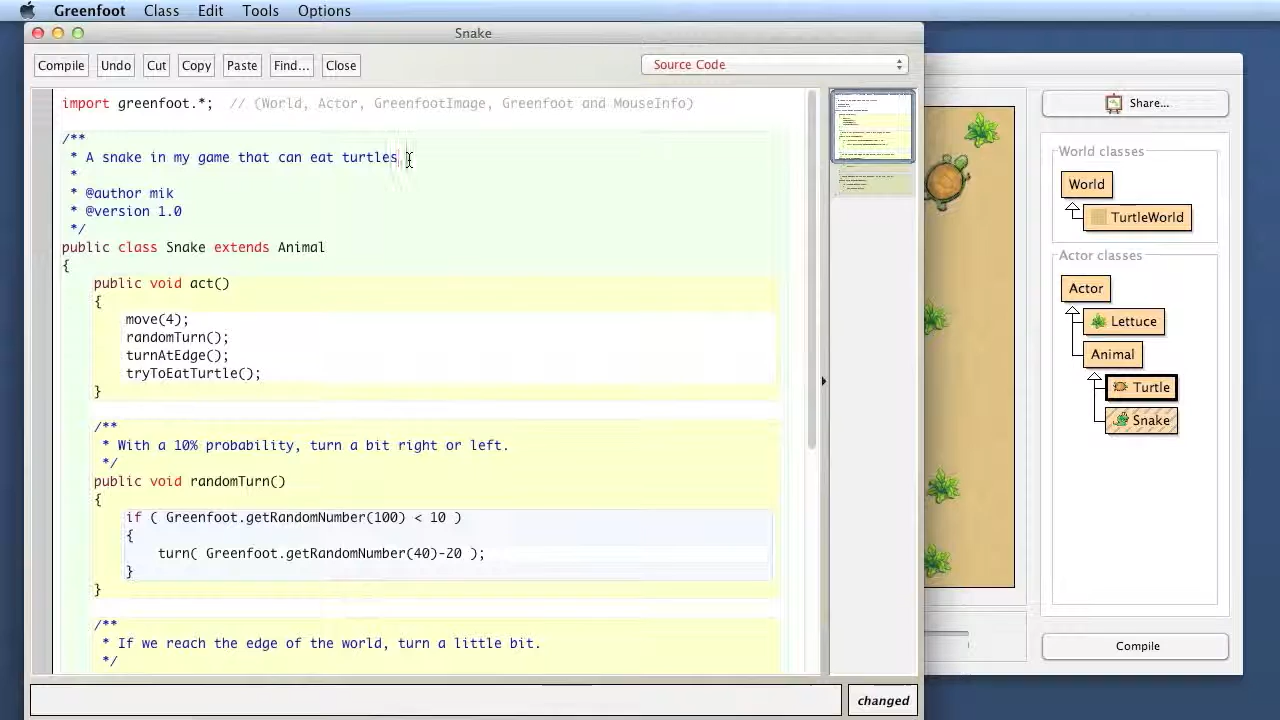 Greenfoot Class Edit Tools Options
Snake
Compile Undo Cut Copy Paste Find... Close Source Code
import greenfoot.*;  // (World, Actor, GreenfootImage, Greenfoot and MouseInfo)
/**
* A snake in my game that can eat turtles
*
* @author mik
* @version 1.0
*/
public class Snake extends Animal
{
public void act()
{
move(4);
randomTurn();
turnAtEdge();
tryToEatTurtle();
}
/**
* With a 10% probability, turn a bit right or left.
*/
public void randomTurn()
{
if ( Greenfoot.getRandomNumber(100) < 10 )
{
turn( Greenfoot.getRandomNumber(40)-20 );
}
}
/**
* If we reach the edge of the world, turn a little bit.
*/
changed
Share...
World classes
World
TurtleWorld
Actor classes
Actor
Lettuce
Animal
Turtle
Snake
Compile